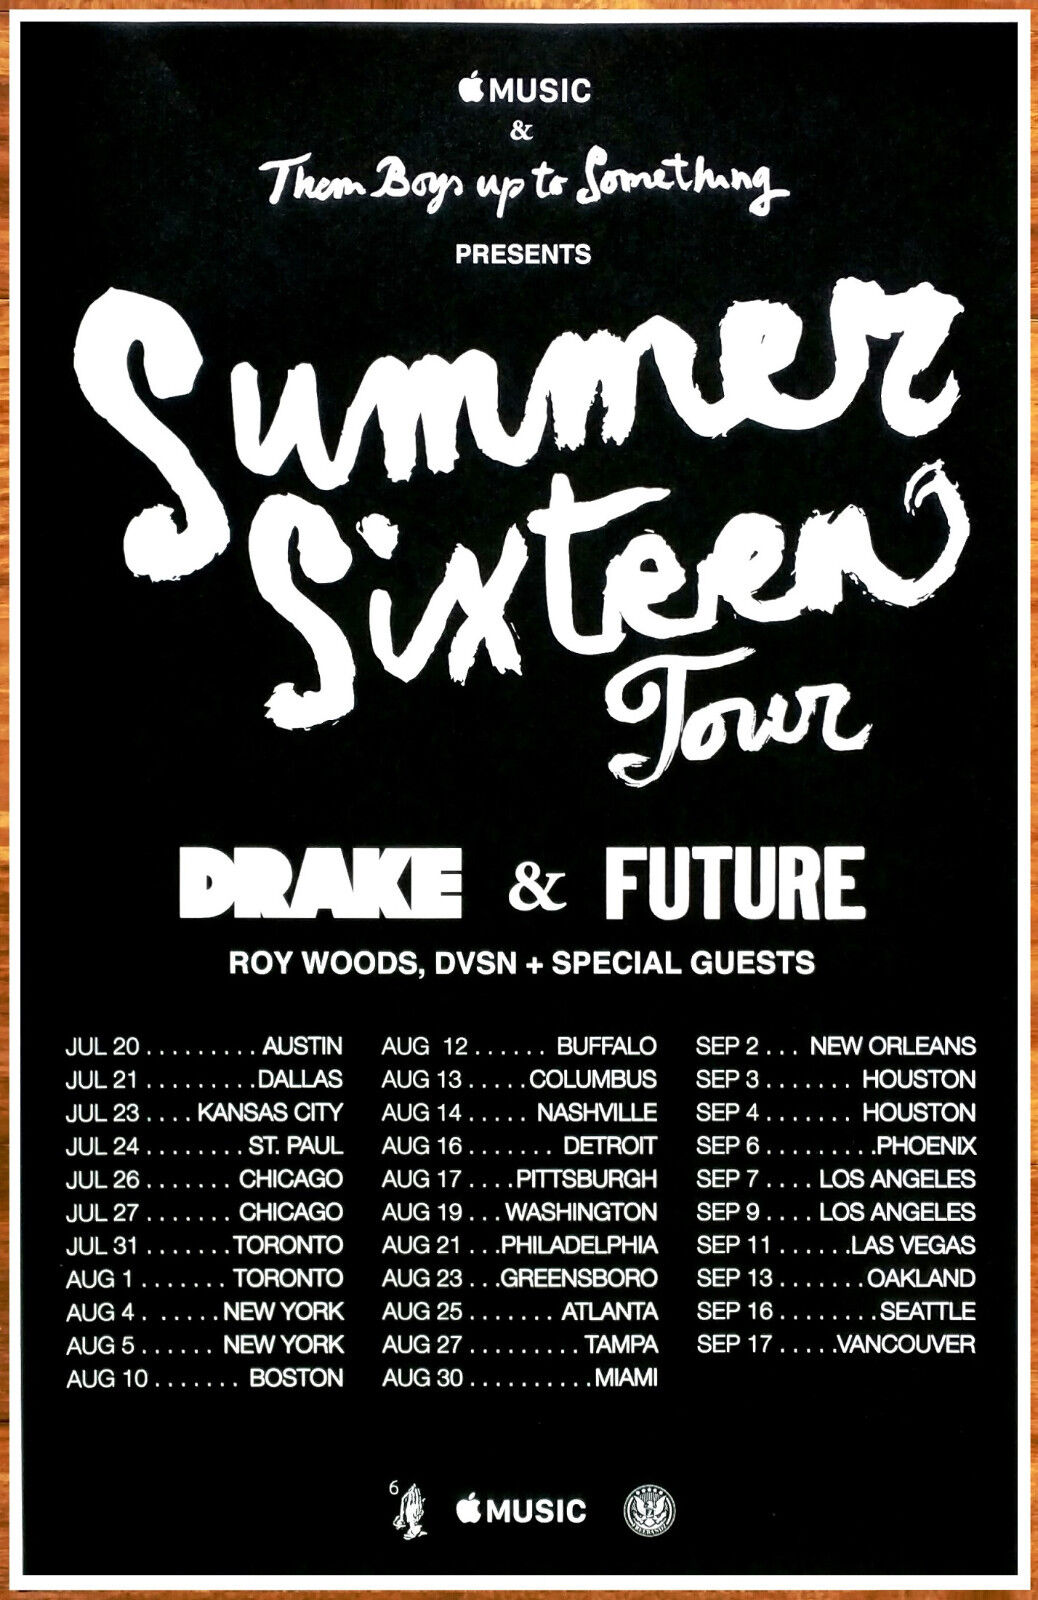 MUSIC
&
Them Boys up to Something
PRESENTS
Summer
Sixteen
Tour
DRAKE & FUTURE
ROY WOODS, DVSN + SPECIAL GUESTS
JUL 20 ......... AUSTIN
JUL 21 .........DALLAS
JUL 23 .... KANSAS CITY
JUL 24 ........ ST. PAUL
JUL 26 ....... CHICAGO
JUL 27 ....... CHICAGO
JUL 31 .......TORONTO
AUG 1 ....... TORONTO
AUG 4 ...... NEW YORK
AUG 5 ...... NEW YORK
AUG 10 ....... BOSTON
AUG 12 ...... BUFFALO
AUG 13 .....COLUMBUS
AUG 14 ..... NASHVILLE
AUG 16 ....... DETROIT
AUG 17 ....PITTSBURGH
AUG 19 ...WASHINGTON
AUG 21 ...PHILADELPHIA
AUG 23 ...GREENSBORO
AUG 25 ....... ATLANTA
AUG 27 ......... TAMPA
AUG 30 ..........MIAMI
SEP 2 ... NEW ORLEANS
SEP 3 ....... HOUSTON
SEP 4 ....... HOUSTON
SEP 6 .........PHOENIX
SEP 7 .... LOS ANGELES
SEP 9 .... LOS ANGELES
SEP 11 ......LAS VEGAS
SEP 13 .......OAKLAND
SEP 16 ........SEATTLE
SEP 17 .....VANCOUVER
6
MUSIC
FREEBANDZ